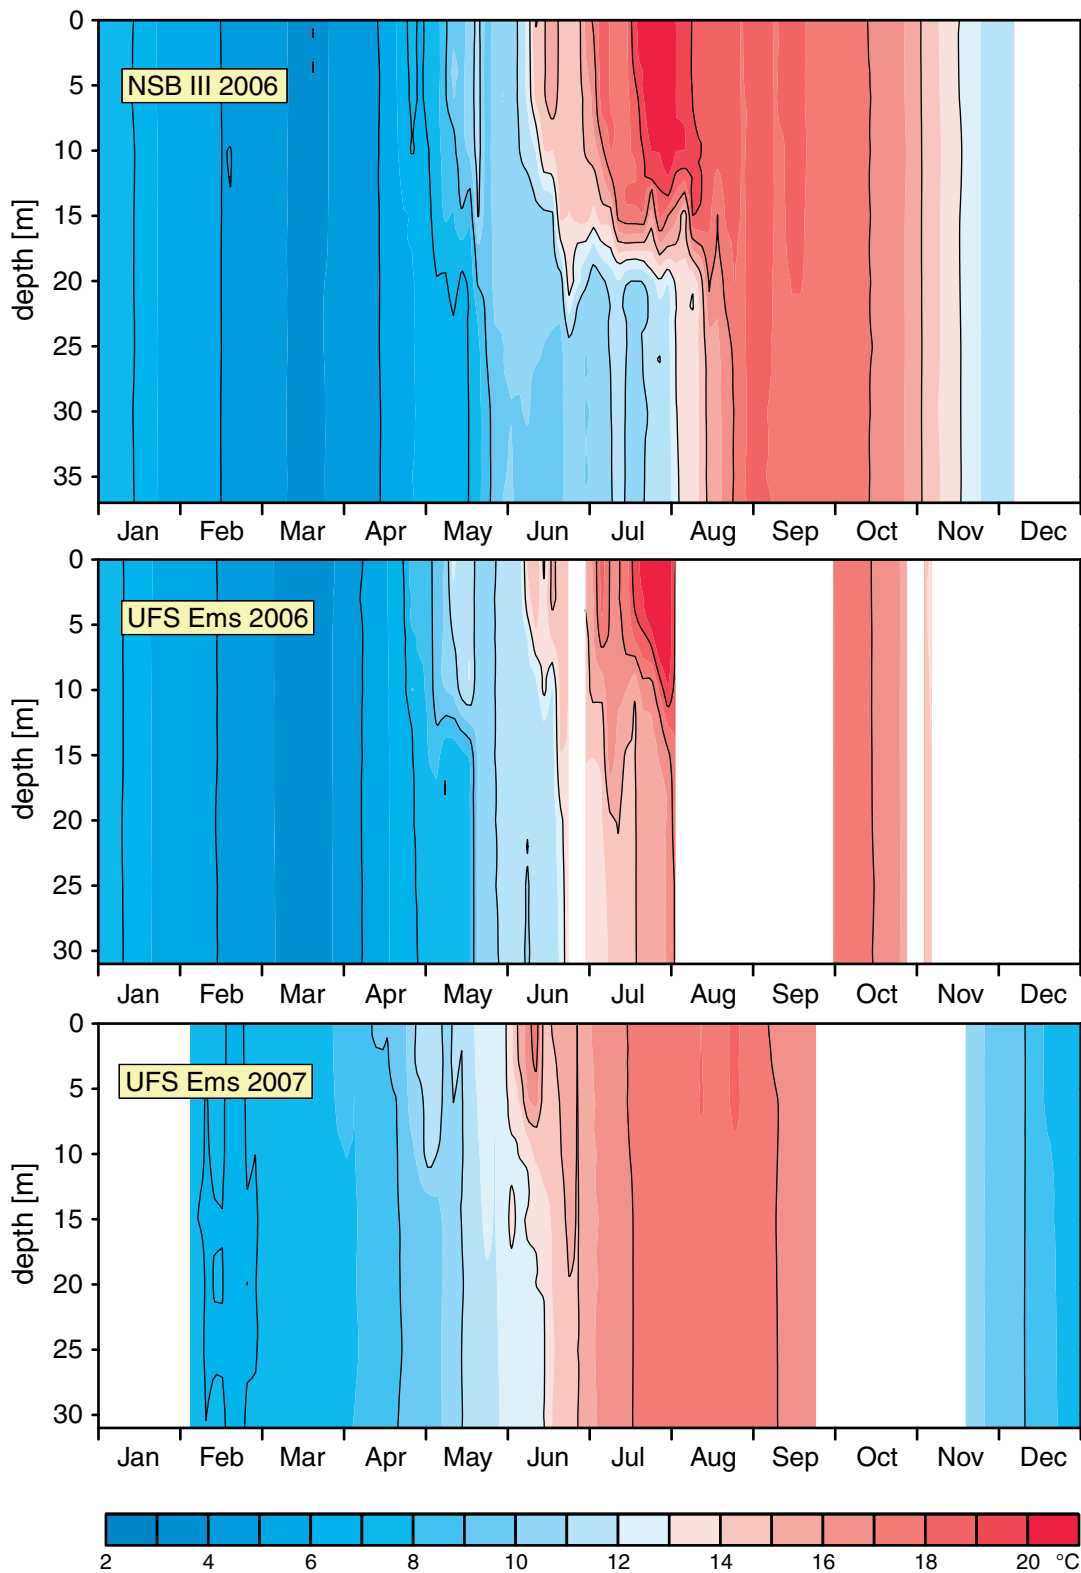 0
NSB III 2006
5
10
15
20
25
30
35
depth [m]
Jan Feb Mar Apr May Jun Jul Aug Sep Oct Nov Dec
0
UFS Ems 2006
5
10
15
20
25
30
depth [m]
Jan Feb Mar Apr May Jun Jul Aug Sep Oct Nov Dec
0
UFS Ems 2007
5
10
15
20
25
30
depth [m]
Jan Feb Mar Apr May Jun Jul Aug Sep Oct Nov Dec
2 4 6 8 10 12 14 16 18 20 °C